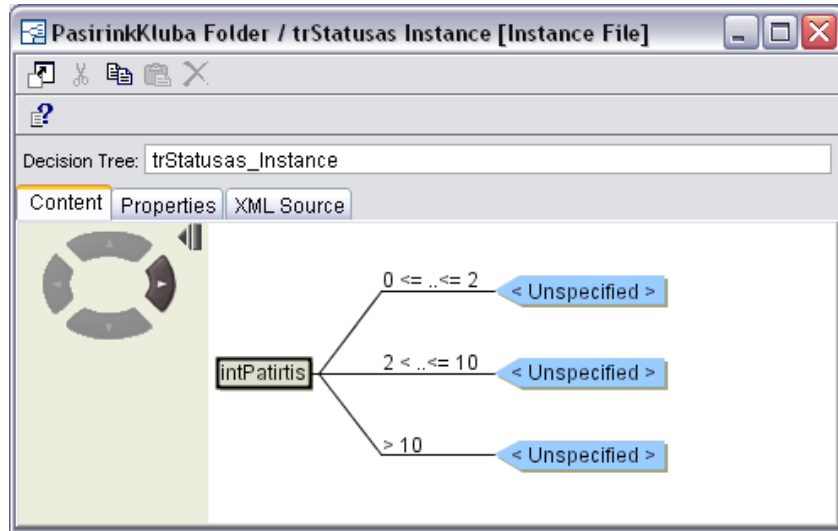 PasirinkKluba Folder / trStatusas Instance [Instance File]
Decision Tree: trStatusas_Instance
Content Properties XML Source
0 <= ..<= 2 < Unspecified >
intPatirtis 2 < ..<= 10 < Unspecified >
> 10 < Unspecified >